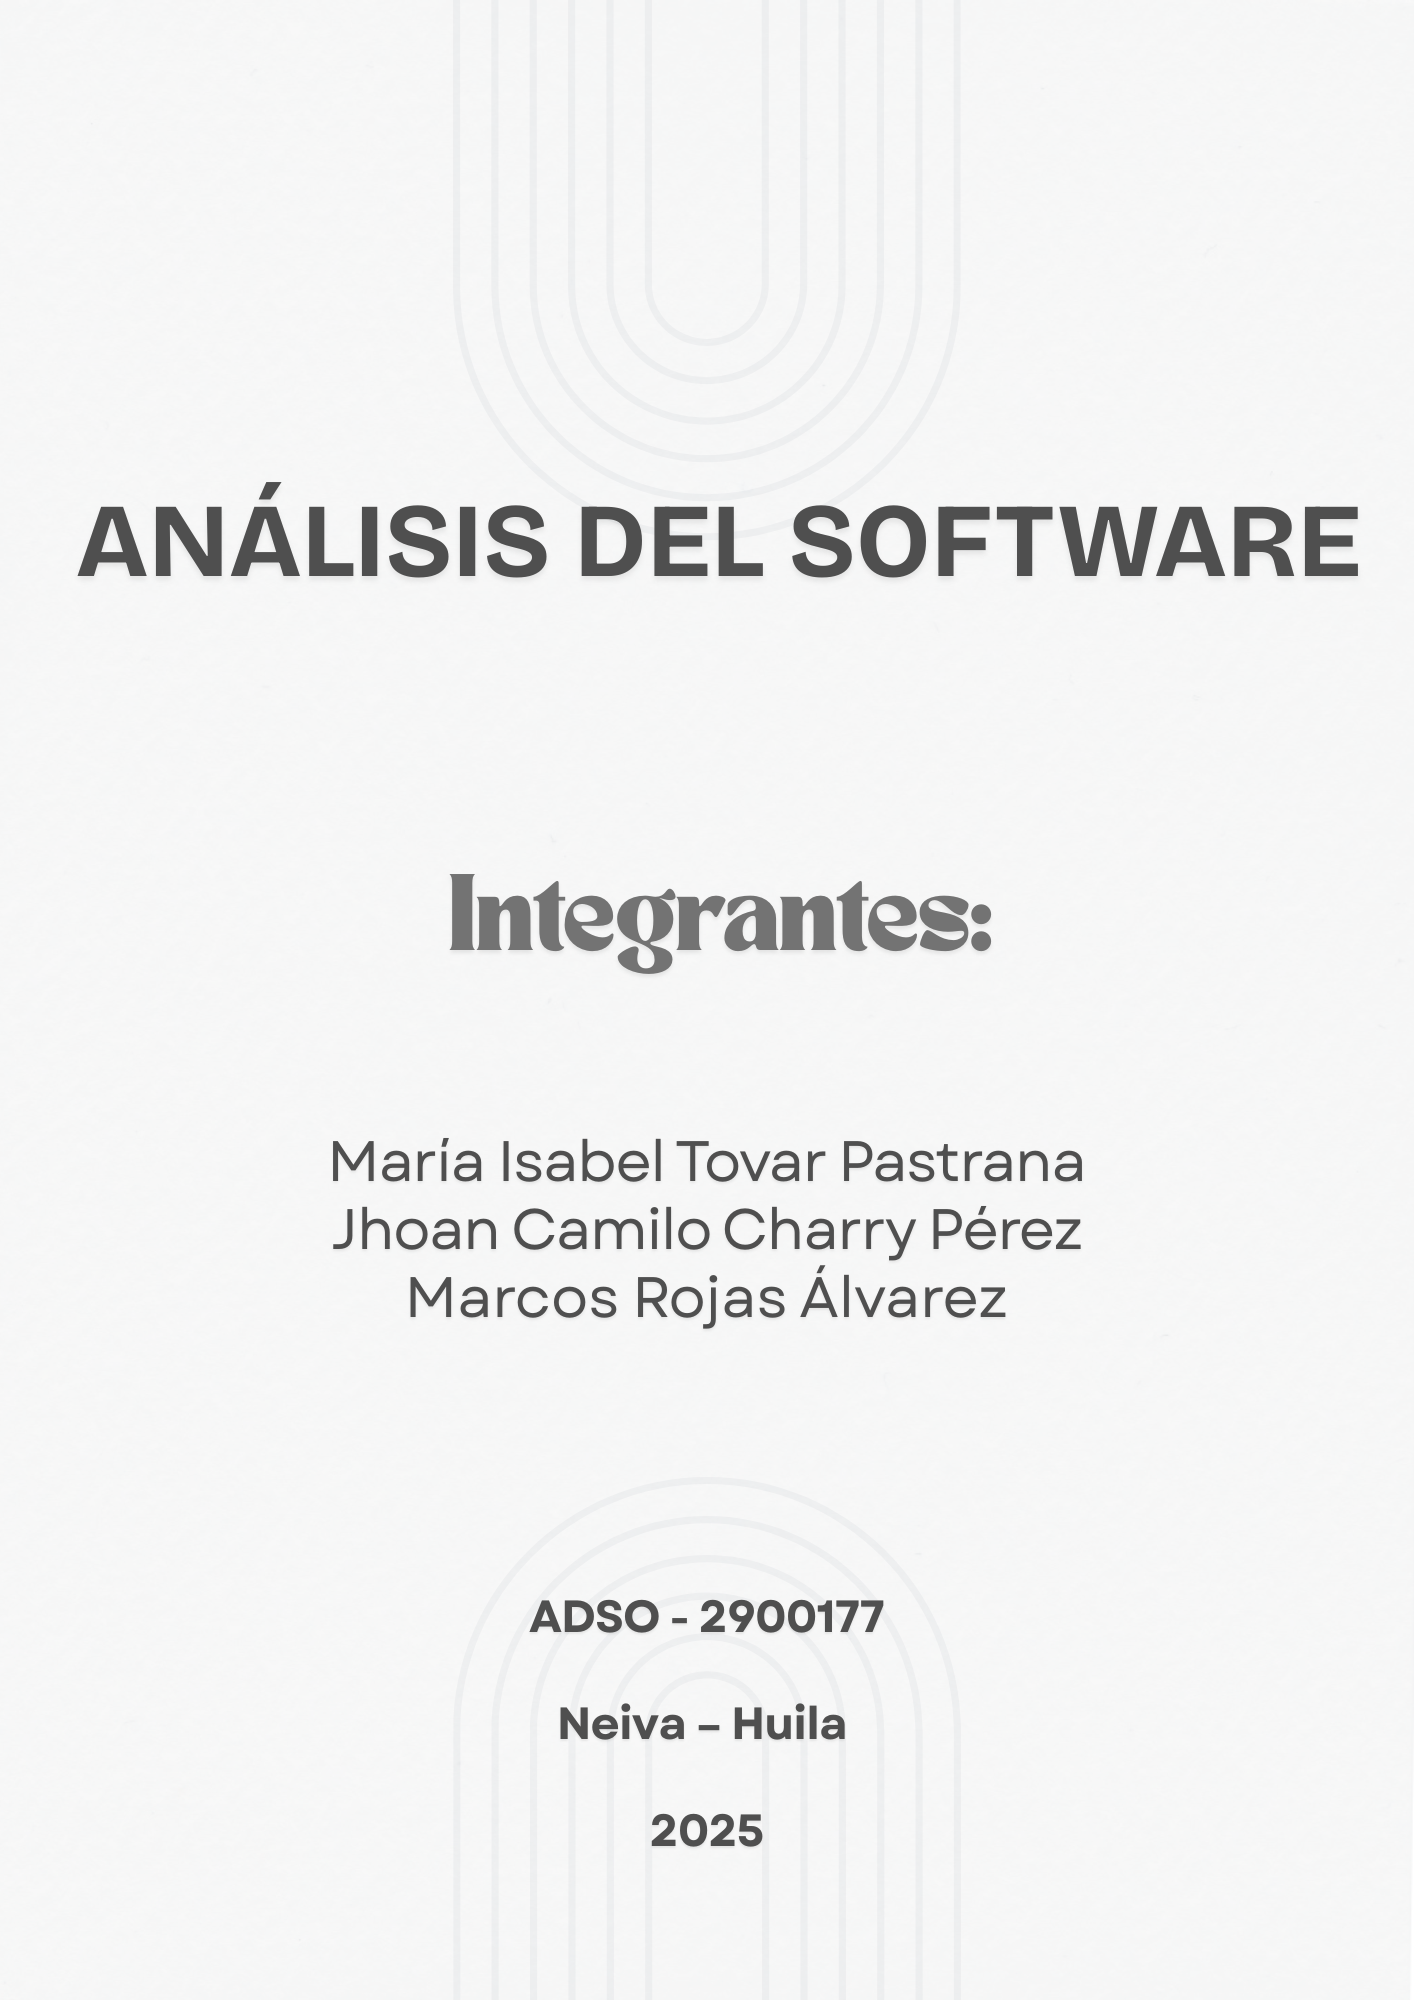 ANÁLISIS DEL SOFTWARE
Integrantes:
María Isabel Tovar Pastrana
Jhoan Camilo Charry Pérez
Marcos Rojas Álvarez
ADSO - 2900177
Neiva – Huila
2025